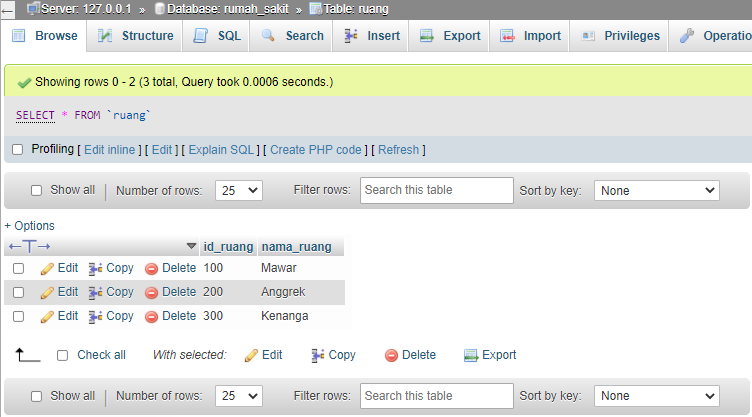 Server: 127.0.0.1 » Database: rumah_sakit » Table: ruang
Browse Structure SQL Search Insert Export Import Privileges Operatio
Showing rows 0 - 2 (3 total, Query took 0.0006 seconds.)
SELECT * FROM `ruang`
Profiling [ Edit inline ] [ Edit ] [ Explain SQL ] [ Create PHP code ] [ Refresh ]
Show all Number of rows: 25 Filter rows: Search this table Sort by key: None
+ Options
←T→ id_ruang nama_ruang
Edit Copy Delete 100 Mawar
Edit Copy Delete 200 Anggrek
Edit Copy Delete 300 Kenanga
Check all With selected: Edit Copy Delete Export
Show all Number of rows: 25 Filter rows: Search this table Sort by key: None